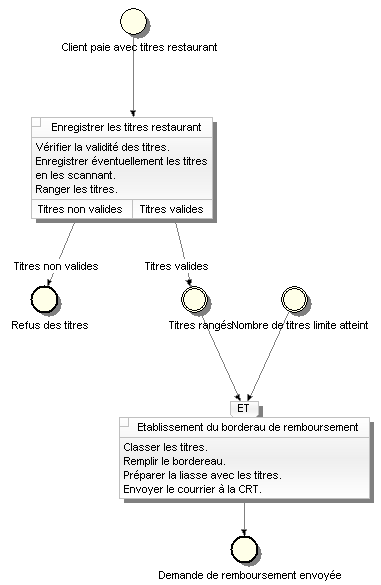 Client paie avec titres restaurant
Enregistrer les titres restaurant
Vérifier la validité des titres.
Enregistrer éventuellement les titres
en les scannant.
Ranger les titres.
Titres non valides
Titres valides
Titres non valides
Titres valides
Refus des titres
Titres rangés
Nombre de titres limite atteint
ET
Etablissement du borderau de remboursement
Classer les titres.
Remplir le bordereau.
Préparer la liasse avec les titres.
Envoyer le courrier à la CRT.
Demande de remboursement envoyée